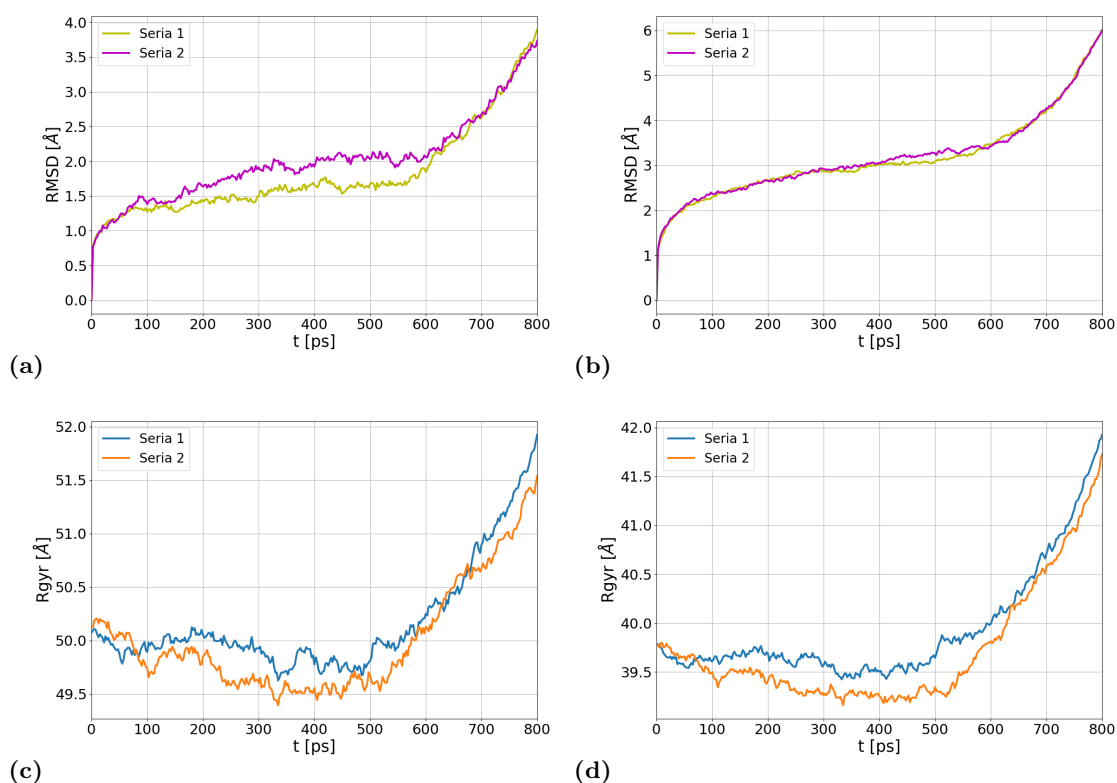 4.0
3.5
3.0
2.5
2.0
1.5
1.0
0.5
0.0
RMSD [Å]
Seria 1
Seria 2
0 100 200 300 400 500 600 700 800
t [ps]
(a)
6
5
4
3
2
1
0
RMSD [Å]
Seria 1
Seria 2
0 100 200 300 400 500 600 700 800
t [ps]
(b)
52.0
51.5
51.0
50.5
50.0
49.5
Rgyr [Å]
Seria 1
Seria 2
0 100 200 300 400 500 600 700 800
t [ps]
(c)
42.0
41.5
41.0
40.5
40.0
39.5
Rgyr [Å]
Seria 1
Seria 2
0 100 200 300 400 500 600 700 800
t [ps]
(d)